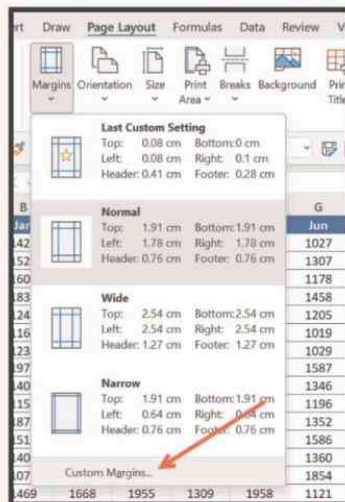 Draw Page Layout Formulas Data Review
Margins Orientation Size Print Area Breaks Background
Last Custom Setting
Top: 0.08 cm Bottom: 0 cm
Left: 0.08 cm Right: 0.1 cm
Header: 0.41 cm Footer: 0.28 cm
Normal
Top: 1.91 cm Bottom: 1.91 cm
Left: 1.78 cm Right: 1.78 cm
Header: 0.76 cm Footer: 0.76 cm
Wide
Top: 2.54 cm Bottom: 2.54 cm
Left: 2.54 cm Right: 2.54 cm
Header: 1.27 cm Footer: 1.27 cm
Narrow
Top: 1.91 cm Bottom: 1.91 cm
Left: 0.64 cm Right: 0.64 cm
Header: 0.76 cm Footer: 0.76 cm
Custom Margins...
B G
Jan Jun
1027
1307
1178
1458
1205
1019
1029
1587
1346
1196
1352
1586
1360
1854
1469 1668 1955 1309 1958 1121